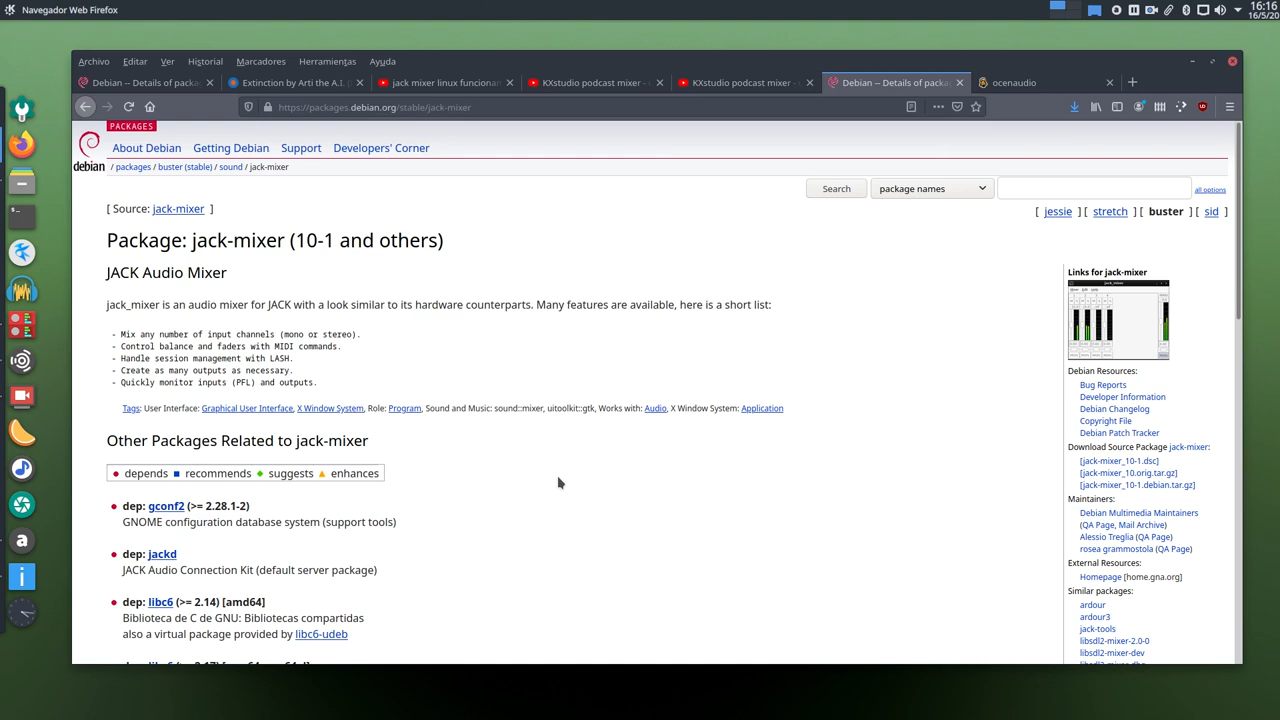 Navegador Web Firefox
16:16
16/5/20
Archivo Editar Ver Historial Marcadores Herramientas Ayuda
Debian -- Details of packa
Extinction by Arti the A.I. (
jack mixer linux funcionan
KXstudio podcast mixer -
KXstudio podcast mixer -
Debian -- Details of packa
ocenaudio
https://packages.debian.org/stable/jack-mixer
PACKAGES
About Debian Getting Debian Support Developers' Corner
debian
/ packages / buster (stable) / sound / jack-mixer
Search package names all options
[ Source: jack-mixer ]
[ jessie ] [ stretch ] [ buster ] [ sid ]
Package: jack-mixer (10-1 and others)
JACK Audio Mixer
jack_mixer is an audio mixer for JACK with a look similar to its hardware counterparts. Many features are available, here is a short list:
- Mix any number of input channels (mono or stereo).
- Control balance and faders with MIDI commands.
- Handle session management with LASH.
- Create as many outputs as necessary.
- Quickly monitor inputs (PFL) and outputs.
Tags: User Interface: Graphical User Interface, X Window System, Role: Program, Sound and Music: sound::mixer, uitoolkit::gtk, Works with: Audio, X Window System: Application
Other Packages Related to jack-mixer
depends recommends suggests enhances
dep: gconf2 (>= 2.28.1-2)
GNOME configuration database system (support tools)
dep: jackd
JACK Audio Connection Kit (default server package)
dep: libc6 (>= 2.14) [amd64]
Biblioteca de C de GNU: Bibliotecas compartidas
also a virtual package provided by libc6-udeb
Links for jack-mixer
Debian Resources:
Bug Reports
Developer Information
Debian Changelog
Copyright File
Debian Patch Tracker
Download Source Package jack-mixer:
[jack-mixer_10-1.dsc]
[jack-mixer_10.orig.tar.gz]
[jack-mixer_10-1.debian.tar.gz]
Maintainers:
Debian Multimedia Maintainers
(QA Page, Mail Archive)
Alessio Treglia (QA Page)
rosea grammostola (QA Page)
External Resources:
Homepage [home.gna.org]
Similar packages:
ardour
ardour3
jack-tools
libsdl2-mixer-2.0-0
libsdl2-mixer-dev